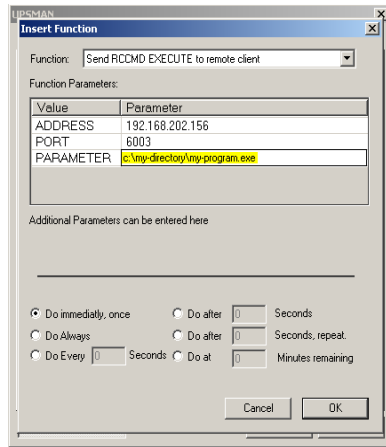 UPSMAN
Insert Function
Function: Send RCCMD EXECUTE to remote client
Function Parameters:
Value Parameter
ADDRESS 192.168.202.156
PORT 6003
PARAMETER c:\my-directory\my-program.exe
Additional Parameters can be entered here
Do immediatly, once Do after 0 Seconds
Do Always Do after 0 Seconds, repeat.
Do Every 0 Seconds Do at 0 Minutes remaining
Cancel OK